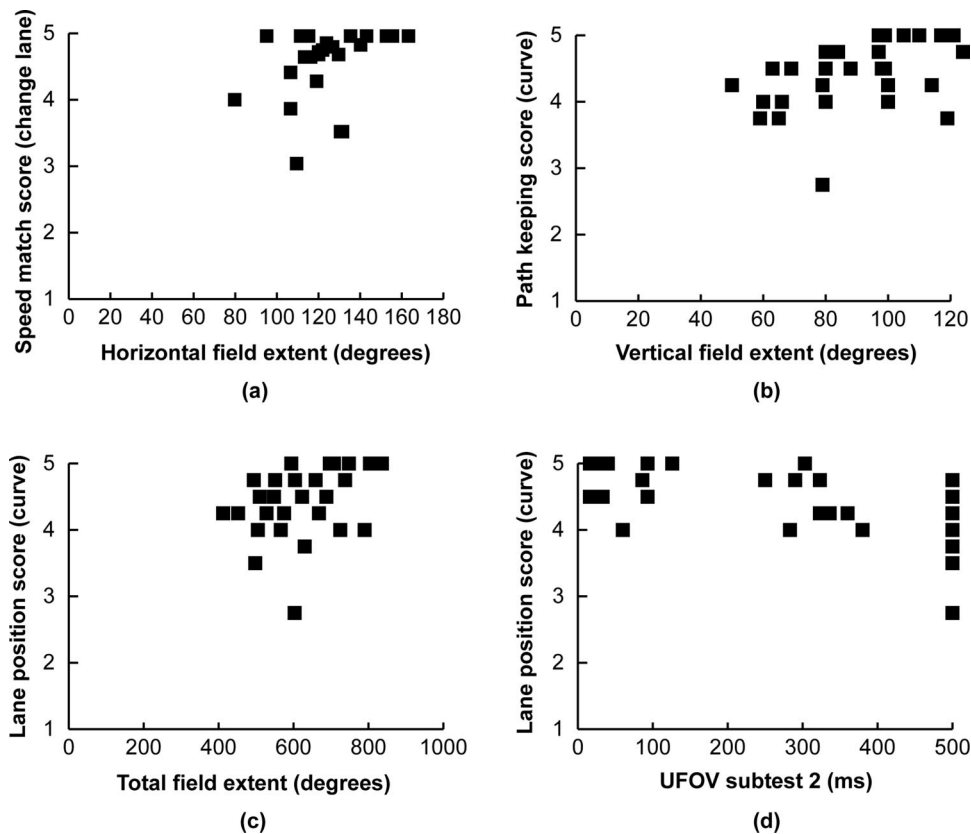 Speed match score (change lane)
5
4
3
2
1
0 20 40 60 80 100 120 140 160 180
Horizontal field extent (degrees)
(a)
Path keeping score (curve)
5
4
3
2
1
0 20 40 60 80 100 120
Vertical field extent (degrees)
(b)
Lane position score (curve)
5
4
3
2
1
0 200 400 600 800 1000
Total field extent (degrees)
(c)
Lane position score (curve)
5
4
3
2
1
0 100 200 300 400 500
UFOV subtest 2 (ms)
(d)